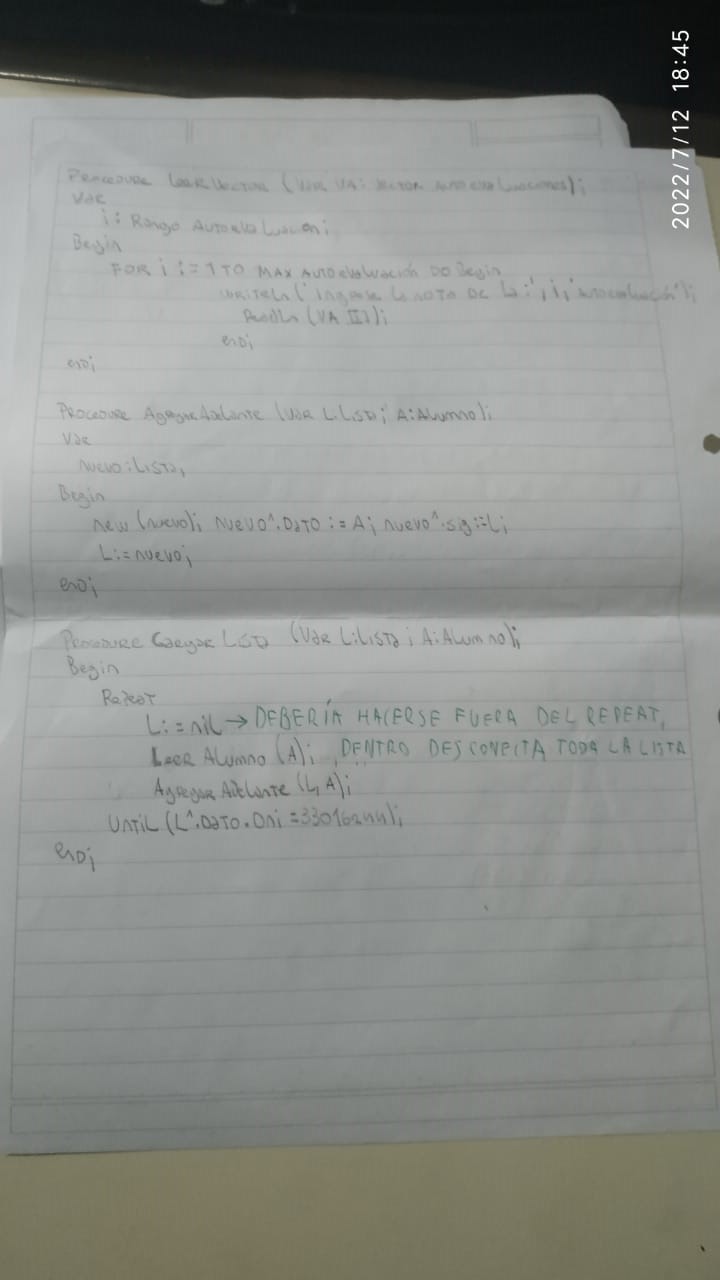 2022/7/12 18:45
Procedure LeerVector (VAR VA: vector autoevaluaciones);
Var
i: Rango Autoevaluacion;
Begin
FOR i := 1 TO MAX AUTOevaluación DO Begin
writeln ('Ingrese la nota DE la:', i, 'autoevaluación');
Readln (VA [I]);
end;
end;
Procedure AgregarAdelante (VAR L:Lista; A:Alumno);
Var
nuevo:Lista,
Begin
new (nuevo); nuevo^.DATO := A; nuevo^.sig:=L;
L:=nuevo;
end;
Procedure Cargar Lista (Var L:Lista; A:Alumno);
Begin
Repeat
L:=nil → DEBERÍA HACERSE FUERA DEL REPEAT,
Leer Alumno (A); DENTRO DESCONECTA TODA LA LISTA
Agregar Adelante (L,A);
Until (L^.DATO.Dni =33016244);
end;